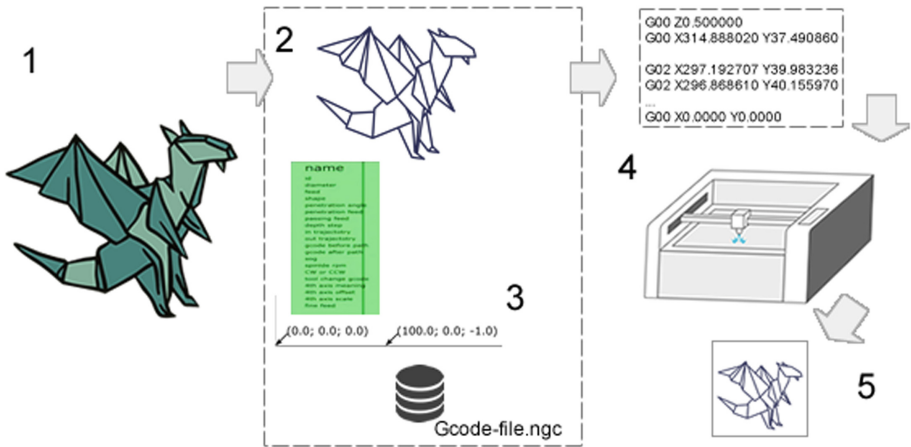 1
2
G00 Z0.500000
G00 X314.888020 Y37.490860
G02 X297.192707 Y39.983236
G02 X296.868610 Y40.155970
...
G00 X0.0000 Y0.0000
name
id
diameter
feed
shape
penetration angle
penetration feed
passing feed
depth step
in trajectotry
out trajectotry
gcode before path
gcode after path
sng
spinlde rpm
CW or CCW
tool change gcode
4th axis meaning
4th axis offset
4th axis scale
fine feed
3
(0.0; 0.0; 0.0)
(100.0; 0.0; -1.0)
Gcode-file.ngc
4
5